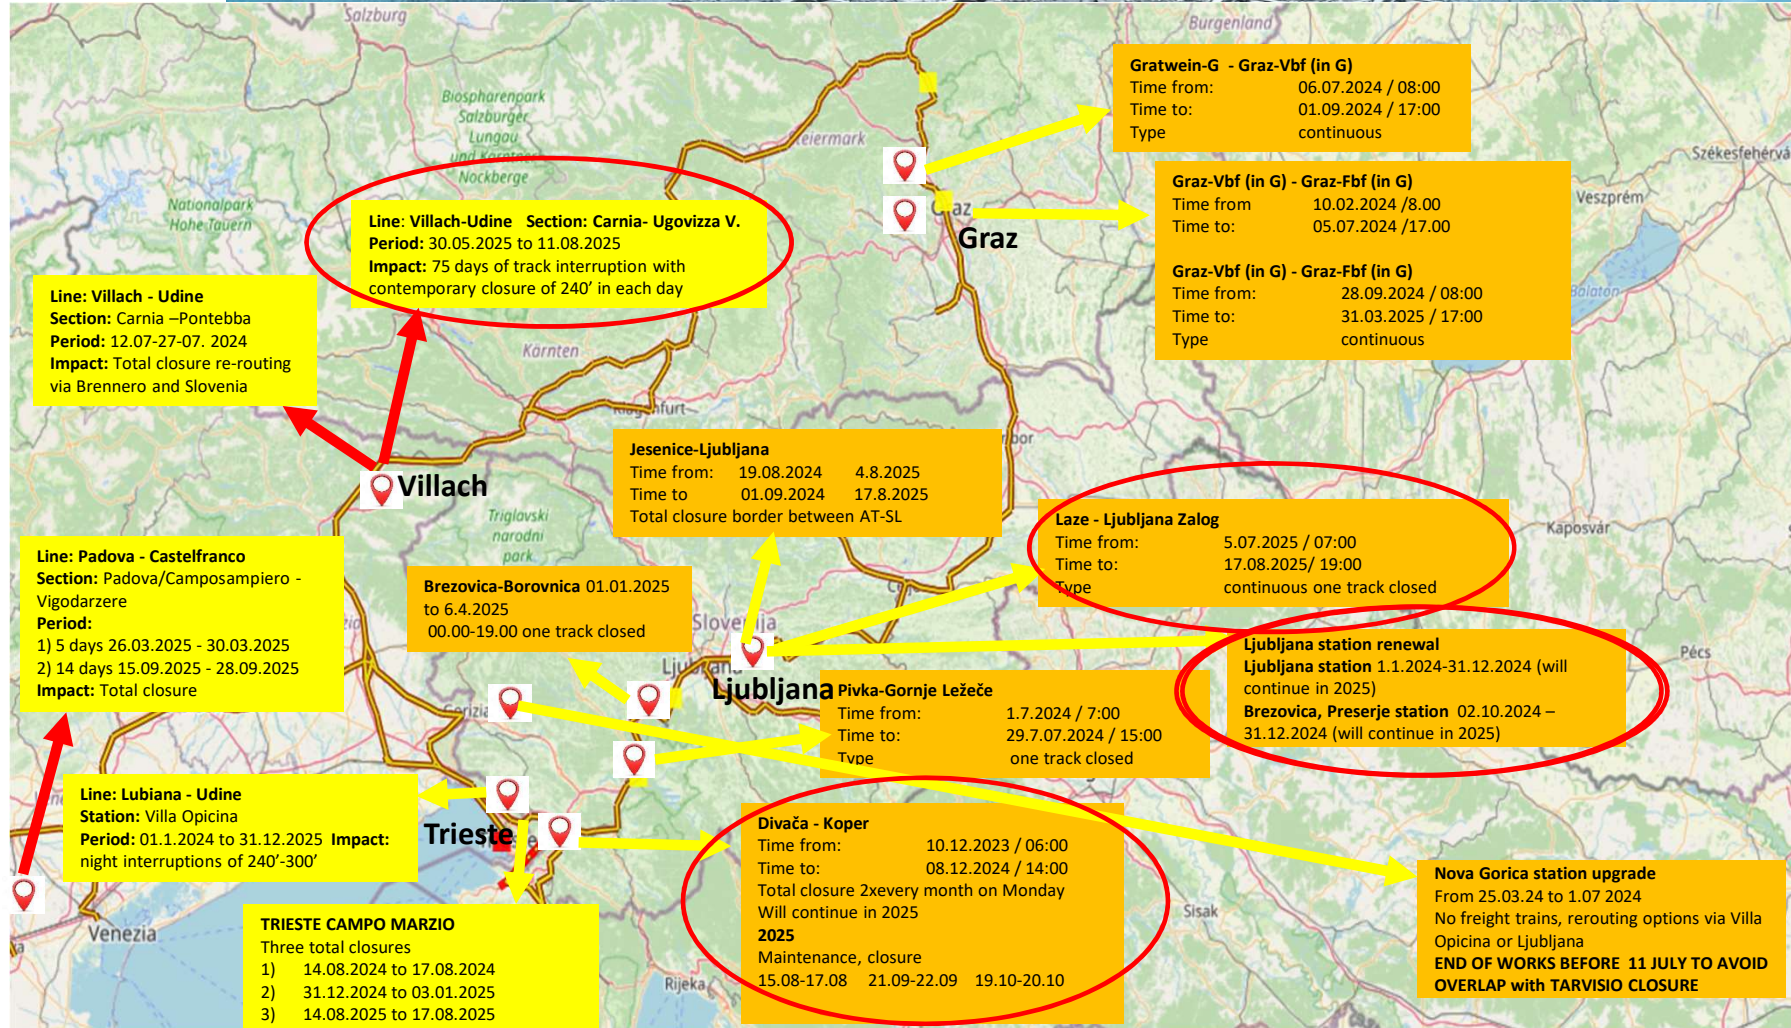 Salzburg
Burgenland
Biospharenpark
Salzburger
Lungau
und Kärntner
Nockberge
Nationalpark
Hohe Tauern
Steiermark
Székesfehérvá
Veszprém
Balaton
Kärnten
Klagenfurt
Graz
Graz
Gratwein-G - Graz-Vbf (in G)
Time from: 06.07.2024 / 08:00
Time to: 01.09.2024 / 17:00
Type continuous
Graz-Vbf (in G) - Graz-Fbf (in G)
Time from 10.02.2024 /8.00
Time to: 05.07.2024 /17.00
Graz-Vbf (in G) - Graz-Fbf (in G)
Time from: 28.09.2024 / 08:00
Time to: 31.03.2025 / 17:00
Type continuous
Line: Villach-Udine Section: Carnia- Ugovizza V.
Period: 30.05.2025 to 11.08.2025
Impact: 75 days of track interruption with
contemporary closure of 240’ in each day
Line: Villach - Udine
Section: Carnia –Pontebba
Period: 12.07-27-07. 2024
Impact: Total closure re-routing
via Brennero and Slovenia
Villach
Triglavski
narodni
park
Jesenice-Ljubljana
Time from: 19.08.2024 4.8.2025
Time to 01.09.2024 17.8.2025
Total closure border between AT-SL
Laze - Ljubljana Zalog
Time from: 5.07.2025 / 07:00
Time to: 17.08.2025/ 19:00
Type continuous one track closed
Kaposvár
Line: Padova - Castelfranco
Section: Padova/Camposampiero -
Vigodarzere
Period:
1) 5 days 26.03.2025 - 30.03.2025
2) 14 days 15.09.2025 - 28.09.2025
Impact: Total closure
Brezovica-Borovnica 01.01.2025
to 6.4.2025
00.00-19.00 one track closed
Slovenija
Ljubljana
Ljubljana
Ljubljana station renewal
Ljubljana station 1.1.2024-31.12.2024 (will
continue in 2025)
Brezovica, Preserje station 02.10.2024 –
31.12.2024 (will continue in 2025)
Pécs
Gorizia
Pivka-Gornje Ležeče
Time from: 1.7.2024 / 7:00
Time to: 29.7.07.2024 / 15:00
Type one track closed
Line: Lubiana - Udine
Station: Villa Opicina
Period: 01.1.2024 to 31.12.2025 Impact:
night interruptions of 240’-300’
Trieste
Divača - Koper
Time from: 10.12.2023 / 06:00
Time to: 08.12.2024 / 14:00
Total closure 2xevery month on Monday
Will continue in 2025
2025
Maintenance, closure
15.08-17.08 21.09-22.09 19.10-20.10
Nova Gorica station upgrade
From 25.03.24 to 1.07 2024
No freight trains, rerouting options via Villa
Opicina or Ljubljana
END OF WORKS BEFORE 11 JULY TO AVOID
OVERLAP with TARVISIO CLOSURE
Sisak
Rijeka
Venezia
TRIESTE CAMPO MARZIO
Three total closures
1) 14.08.2024 to 17.08.2024
2) 31.12.2024 to 03.01.2025
3) 14.08.2025 to 17.08.2025